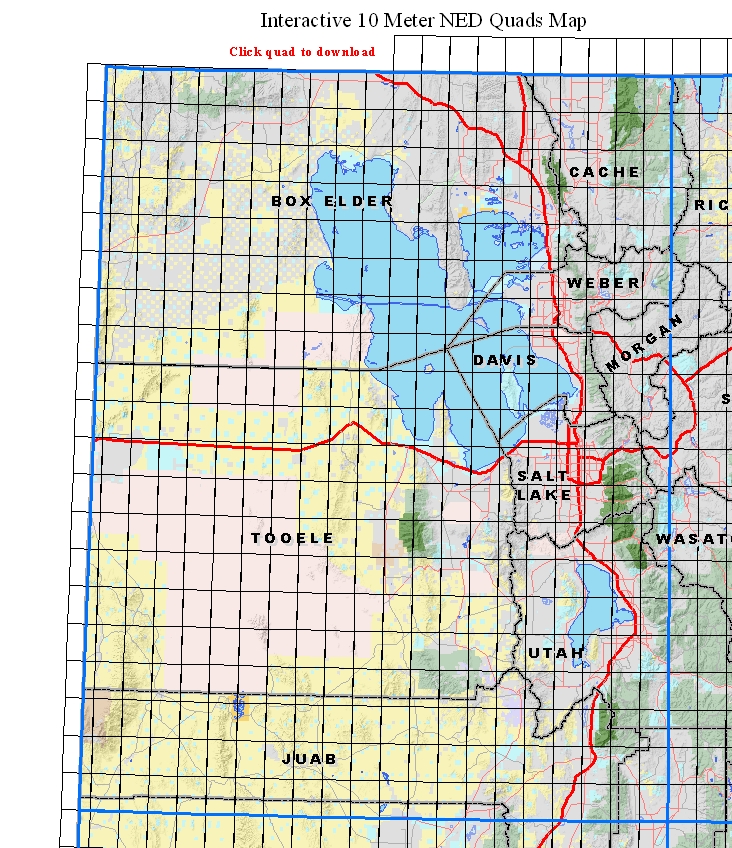 Interactive 10 Meter NED Quads Map
Click quad to download
CACHE
BOX ELDER
RIC
WEBER
MORGAN
DAVIS
S
SALT
LAKE
TOOELE
WASAT
UTAH
JUAB